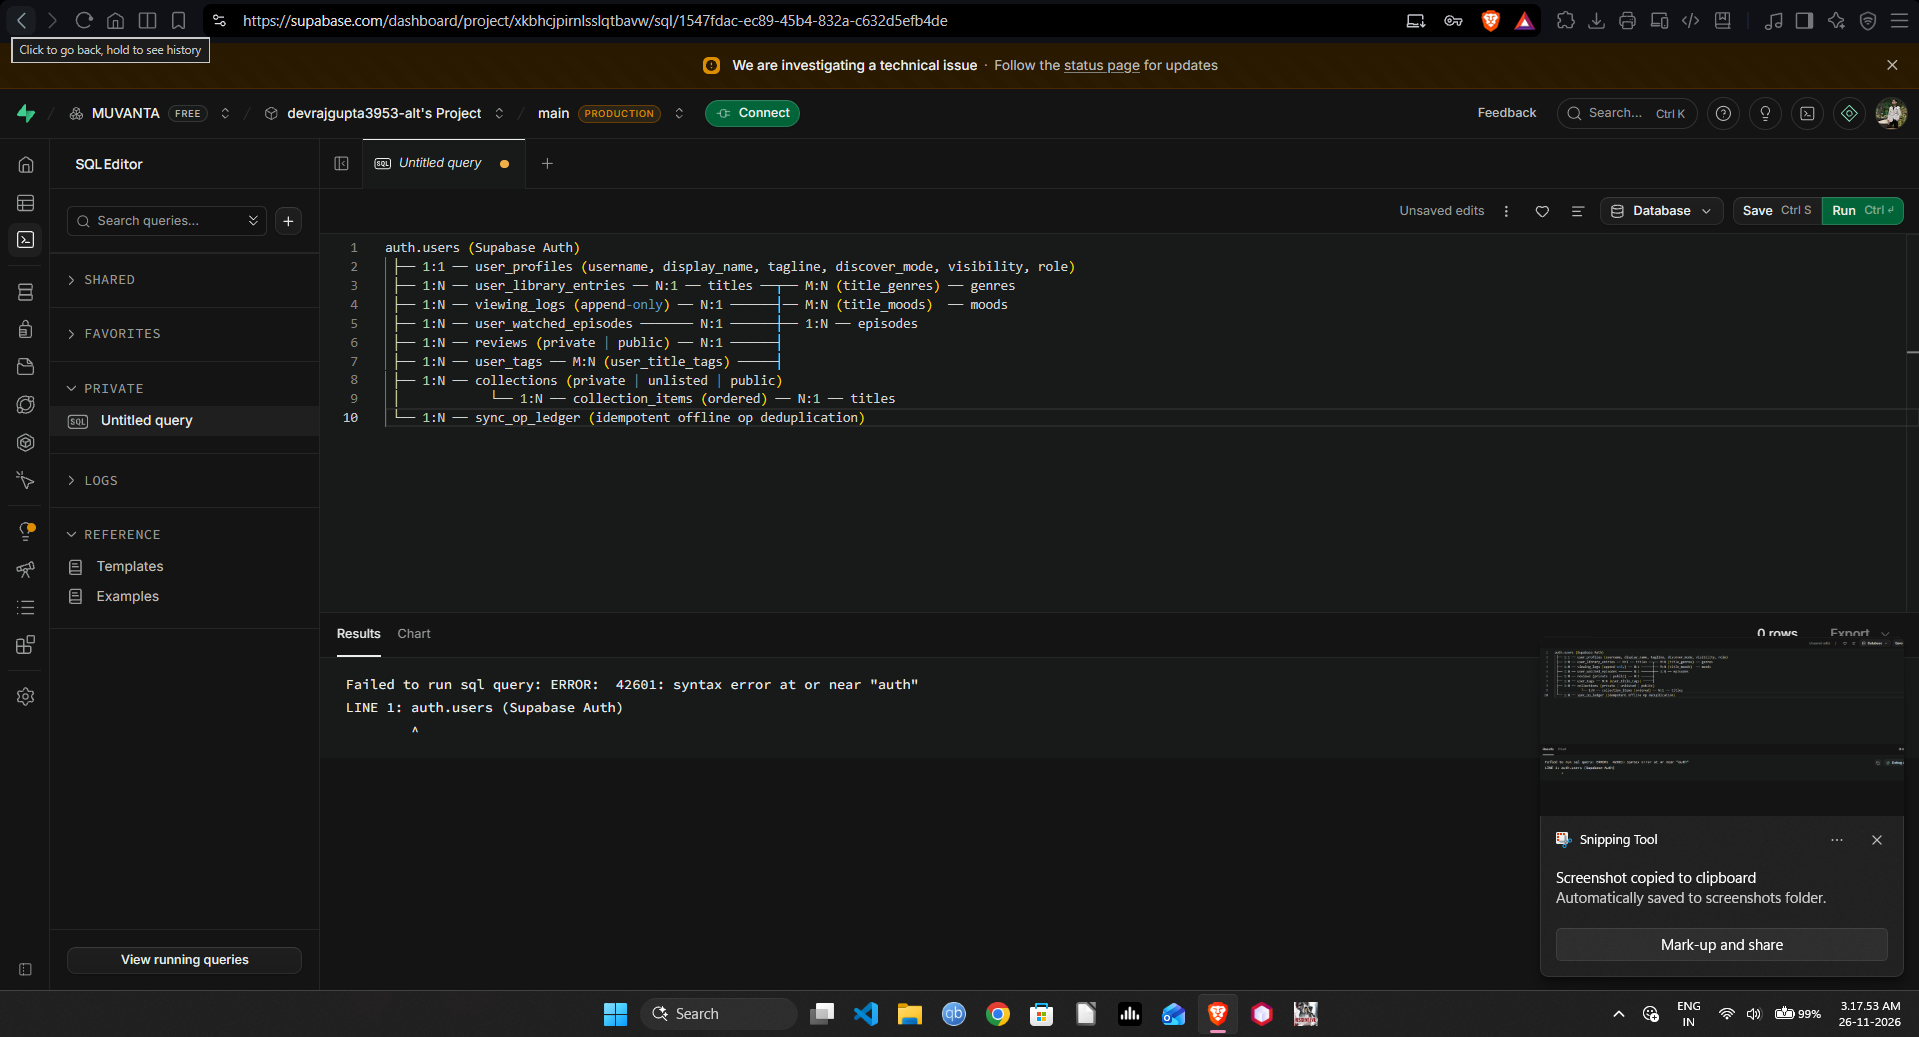 https://supabase.com/dashboard/project/xkbhcjpirnlsslqtbavw/sql/1547fdac-ec89-45b4-832a-c632d5efb4de
Click to go back, hold to see history
We are investigating a technical issue · Follow the status page for updates
MUVANTA FREE / devrajgupta3953-alt's Project / main PRODUCTION Connect
Feedback Search... Ctrl K
SQL Editor
Untitled query
Search queries...
Unsaved edits Database Save Ctrl S Run Ctrl ↵
SHARED
FAVORITES
PRIVATE
Untitled query
LOGS
REFERENCE
Templates
Examples
View running queries
1 auth.users (Supabase Auth)
2 ├── 1:1 ── user_profiles (username, display_name, tagline, discover_mode, visibility, role)
3 ├── 1:N ── user_library_entries ── N:1 ── titles ──┬── M:N (title_genres) ── genres
4 ├── 1:N ── viewing_logs (append-only) ── N:1 ──────┼── M:N (title_moods)  ── moods
5 ├── 1:N ── user_watched_episodes ─────── N:1 ──────┼── 1:N ── episodes
6 ├── 1:N ── reviews (private | public) ── N:1 ──────┤
7 ├── 1:N ── user_tags ── M:N (user_title_tags) ─────┤
8 ├── 1:N ── collections (private | unlisted | public)
9 │            └── 1:N ── collection_items (ordered) ── N:1 ── titles
10 └── 1:N ── sync_op_ledger (idempotent offline op deduplication)
Results Chart
0 rows Export
Failed to run sql query: ERROR:  42601: syntax error at or near "auth"
LINE 1: auth.users (Supabase Auth)
^
Snipping Tool
Screenshot copied to clipboard
Automatically saved to screenshots folder.
Mark-up and share
Search
ENG
IN
99%
3.17.53 AM
26-11-2026